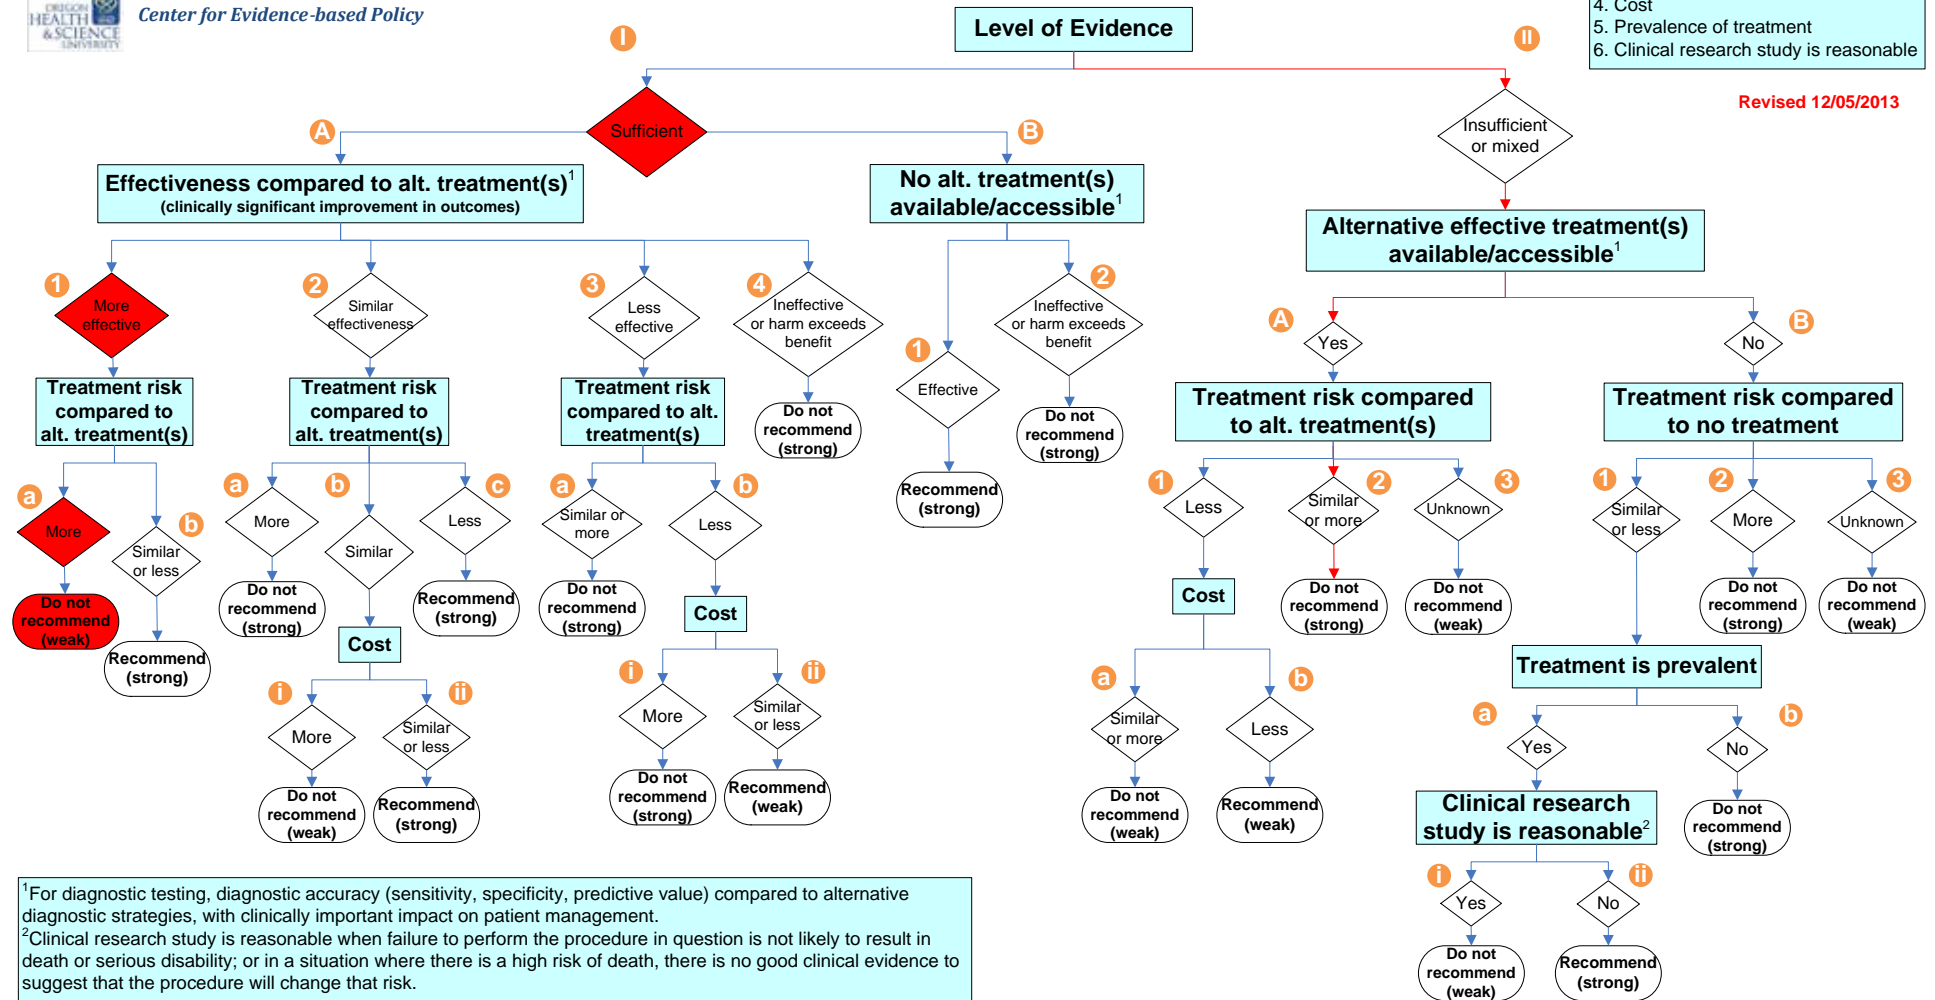 OREGON
HEALTH
& SCIENCE
UNIVERSITY
Center for Evidence-based Policy
Level of Evidence
4. Cost
5. Prevalence of treatment
6. Clinical research study is reasonable
Revised 12/05/2013
I
II
Sufficient
Insufficient
or mixed
A
B
Effectiveness compared to alt. treatment(s)1
(clinically significant improvement in outcomes)
No alt. treatment(s)
available/accessible1
Alternative effective treatment(s)
available/accessible1
1
More
effective
2
Similar
effectiveness
3
Less
effective
4
Ineffective
or harm exceeds
benefit
1
Effective
2
Ineffective
or harm exceeds
benefit
A
Yes
B
No
Treatment risk
compared to
alt. treatment(s)
Treatment risk
compared to
alt. treatment(s)
Treatment risk
compared to alt.
treatment(s)
Do not
recommend
(strong)
Recommend
(strong)
Do not
recommend
(strong)
Treatment risk compared
to alt. treatment(s)
Treatment risk compared
to no treatment
a
More
b
Similar
or less
a
More
b
Similar
c
Less
a
Similar or
more
b
Less
1
Less
2
Similar
or more
3
Unknown
1
Similar
or less
2
More
3
Unknown
Do not
recommend
(weak)
Recommend
(strong)
Do not
recommend
(strong)
Cost
Recommend
(strong)
Do not
recommend
(strong)
Cost
Cost
Do not
recommend
(strong)
Do not
recommend
(weak)
Treatment is prevalent
Do not
recommend
(strong)
Do not
recommend
(weak)
i
More
ii
Similar
or less
i
More
ii
Similar
or less
a
Similar
or more
b
Less
a
Yes
b
No
Do not
recommend
(weak)
Recommend
(strong)
Do not
recommend
(strong)
Recommend
(weak)
Do not
recommend
(weak)
Recommend
(weak)
Clinical research
study is reasonable2
Do not
recommend
(strong)
i
Yes
ii
No
Do not
recommend
(weak)
Recommend
(strong)
1For diagnostic testing, diagnostic accuracy (sensitivity, specificity, predictive value) compared to alternative
diagnostic strategies, with clinically important impact on patient management.
2Clinical research study is reasonable when failure to perform the procedure in question is not likely to result in
death or serious disability; or in a situation where there is a high risk of death, there is no good clinical evidence to
suggest that the procedure will change that risk.